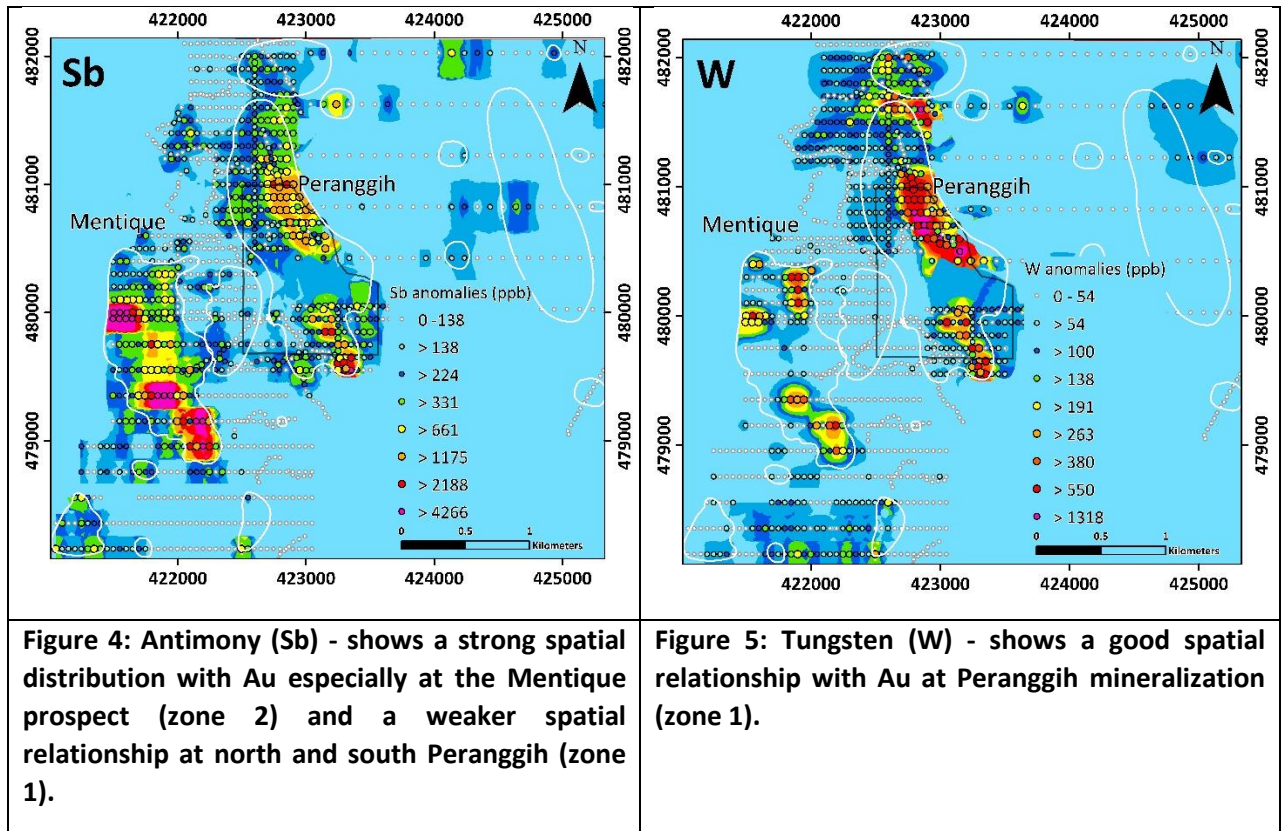 422000 423000 424000 425000
482000
481000
480000
479000
Sb
N
Peranggih
Mentique
Sb anomalies (ppb)
0 -138
> 138
> 224
> 331
> 661
> 1175
> 2188
> 4266
0 0.5 1
Kilometers
482000
481000
480000
479000
422000 423000 424000 425000
422000 423000 424000 425000
482000
481000
480000
479000
W
N
Peranggih
Mentique
W anomalies (ppb)
0 - 54
> 54
> 100
> 138
> 191
> 263
> 380
> 550
> 1318
0 0.5 1
Kilometers
482000
481000
480000
479000
422000 423000 424000 425000
Figure 4: Antimony (Sb) - shows a strong spatial
distribution with Au especially at the Mentique
prospect (zone 2) and a weaker spatial
relationship at north and south Peranggih (zone
1).
Figure 5: Tungsten (W) - shows a good spatial
relationship with Au at Peranggih mineralization
(zone 1).